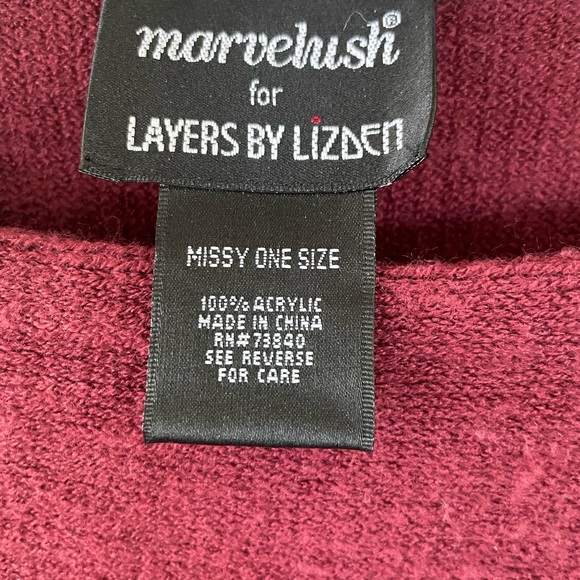 marvelush®
for
LAYERS BY LizDEN
MISSY ONE SIZE
100% ACRYLIC
MADE IN CHINA
RN#73840
SEE REVERSE
FOR CARE